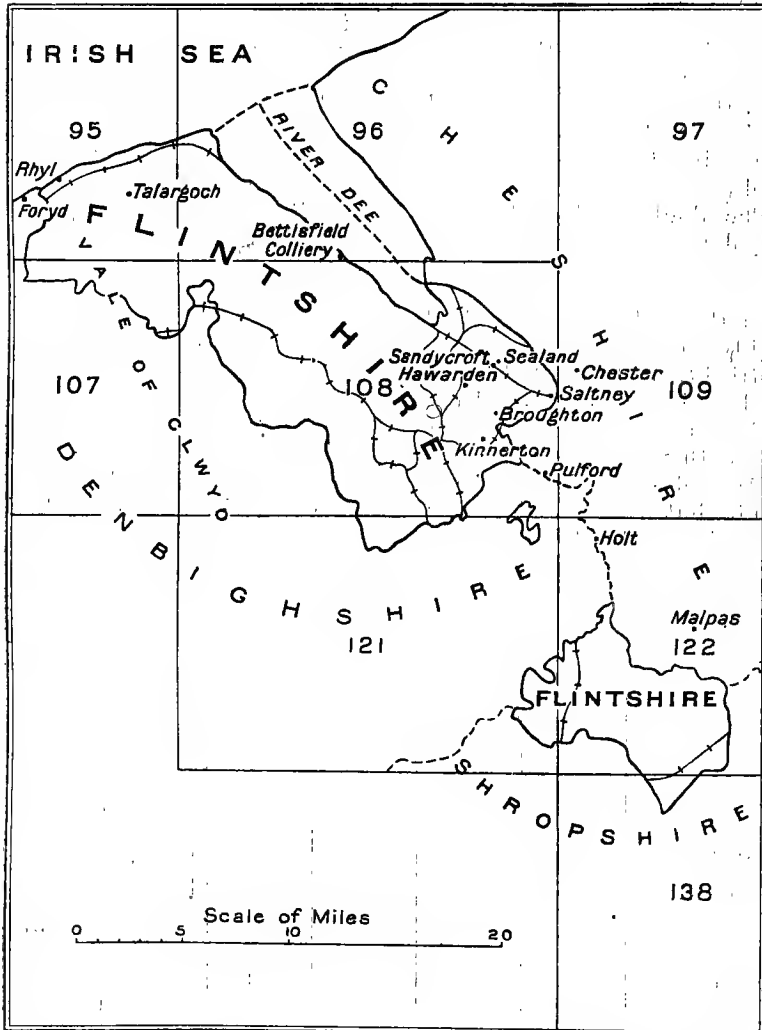 IRISH SEA
CHESHIRE
95
96
97
RIVER DEE
Rhyl
Talargoch
Foryd
FLINTSHIRE
Bettisfield
Colliery
VALE OF CLWYD
Sandycroft
Sealand
Hawarden
Chester
107
108
109
Saltney
Broughton
Kinnerton
Pulford
DENBIGHSHIRE
Holt
Malpas
121
122
FLINTSHIRE
SHROPSHIRE
138
Scale of Miles
0 5 10 20